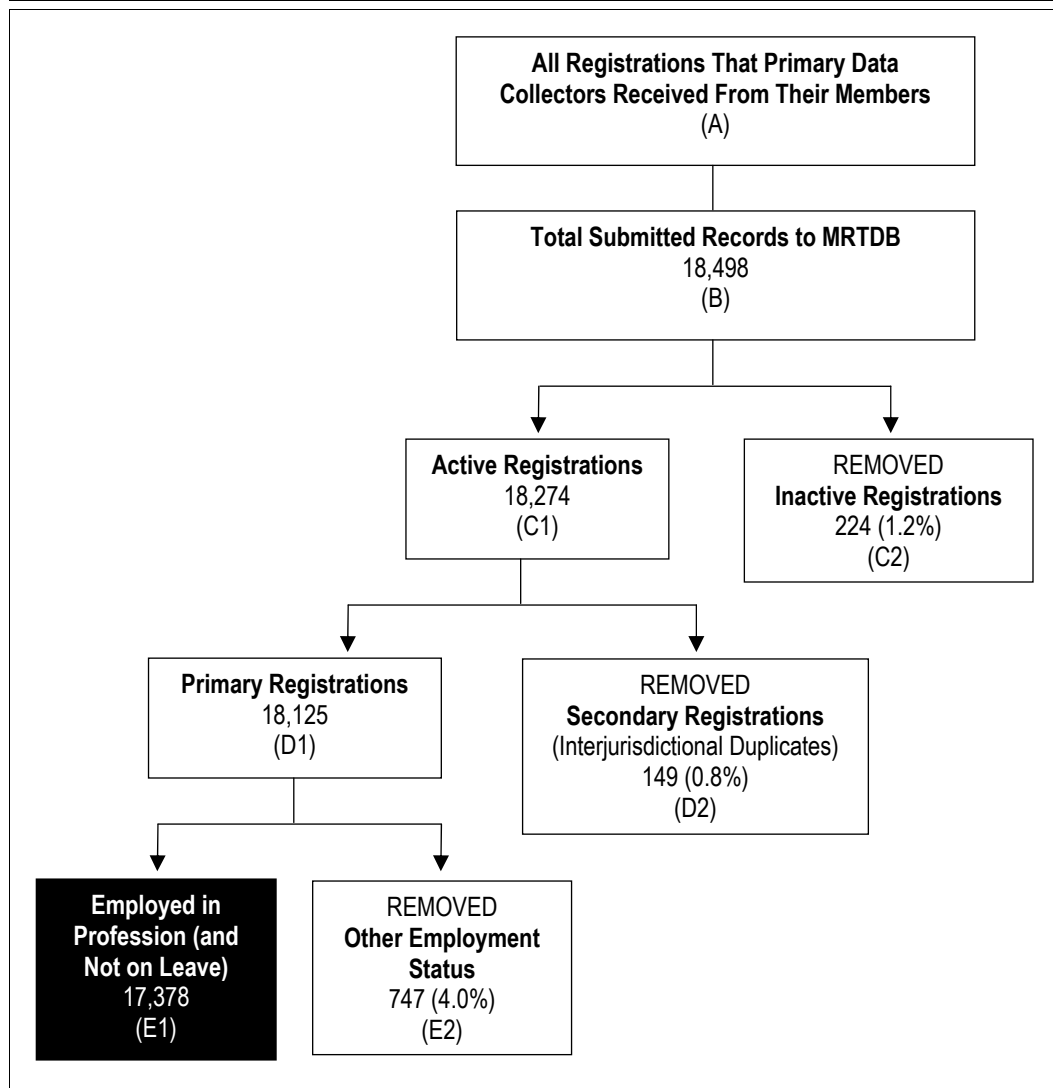 All Registrations That Primary Data
Collectors Received From Their Members
(A)
Total Submitted Records to MRTDB
18,498
(B)
Active Registrations
18,274
(C1)
REMOVED
Inactive Registrations
224 (1.2%)
(C2)
Primary Registrations
18,125
(D1)
REMOVED
Secondary Registrations
(Interjurisdictional Duplicates)
149 (0.8%)
(D2)
Employed in
Profession (and
Not on Leave)
17,378
(E1)
REMOVED
Other Employment
Status
747 (4.0%)
(E2)